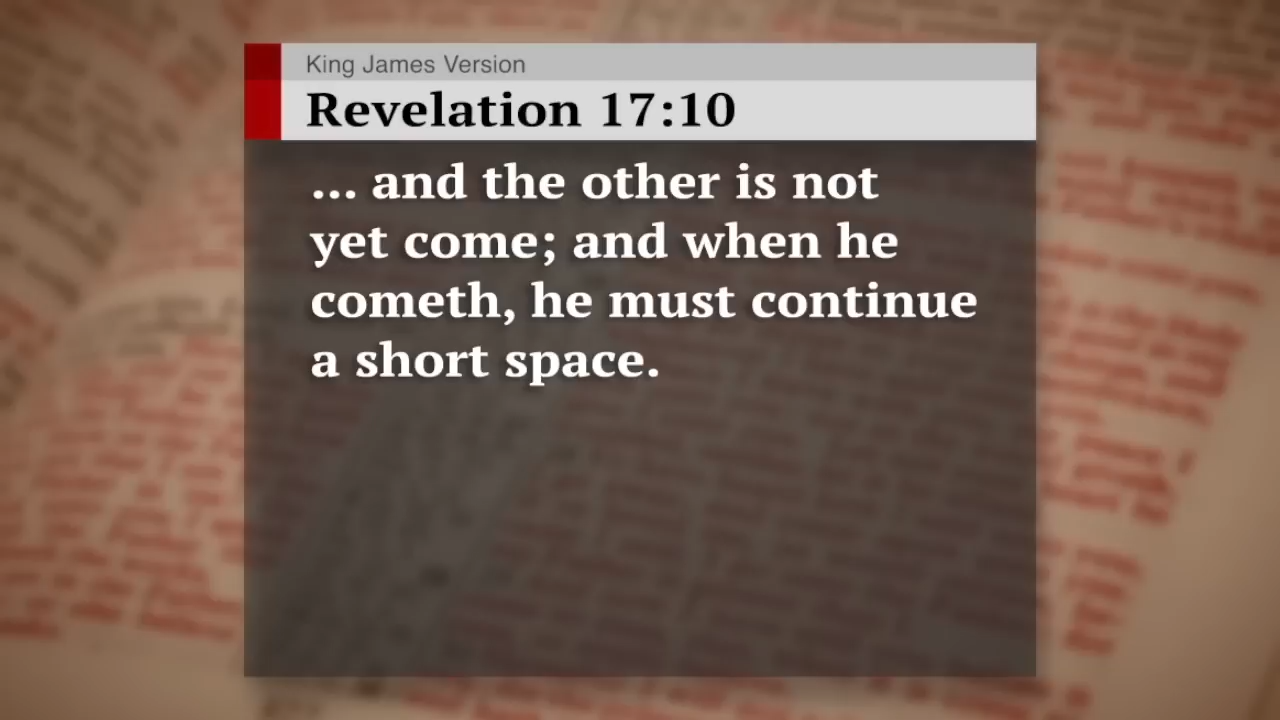 King James Version
Revelation 17:10
... and the other is not
yet come; and when he
cometh, he must continue
a short space.